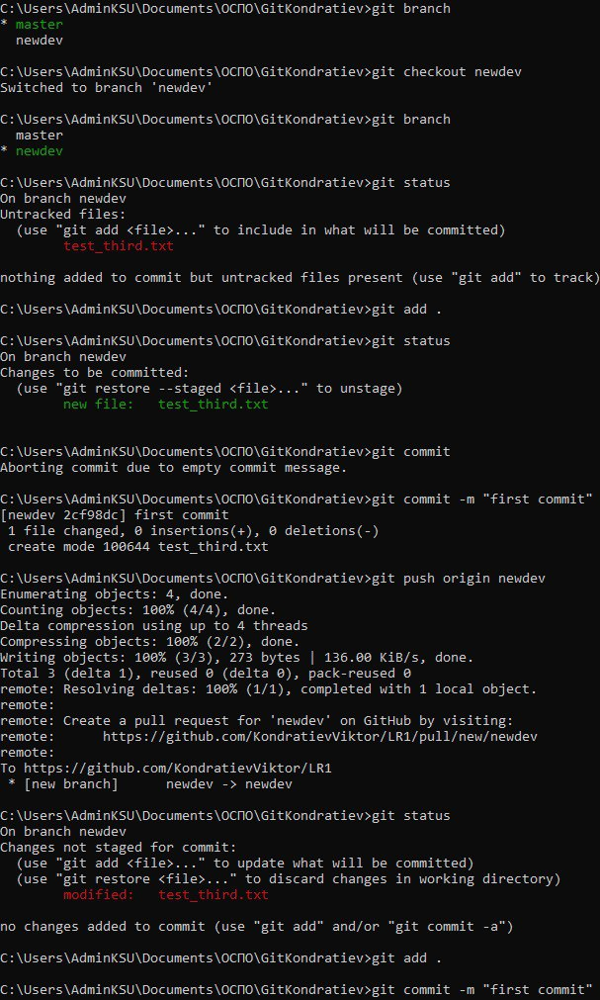 C:\Users\AdminKSU\Documents\ОСПО\GitKondratiev>git branch
* master
  newdev

C:\Users\AdminKSU\Documents\ОСПО\GitKondratiev>git checkout newdev
Switched to branch 'newdev'

C:\Users\AdminKSU\Documents\ОСПО\GitKondratiev>git branch
  master
* newdev

C:\Users\AdminKSU\Documents\ОСПО\GitKondratiev>git status
On branch newdev
Untracked files:
  (use "git add <file>..." to include in what will be committed)
        test_third.txt

nothing added to commit but untracked files present (use "git add" to track)

C:\Users\AdminKSU\Documents\ОСПО\GitKondratiev>git add .

C:\Users\AdminKSU\Documents\ОСПО\GitKondratiev>git status
On branch newdev
Changes to be committed:
  (use "git restore --staged <file>..." to unstage)
        new file:   test_third.txt


C:\Users\AdminKSU\Documents\ОСПО\GitKondratiev>git commit
Aborting commit due to empty commit message.

C:\Users\AdminKSU\Documents\ОСПО\GitKondratiev>git commit -m "first commit"
[newdev 2cf98dc] first commit
 1 file changed, 0 insertions(+), 0 deletions(-)
 create mode 100644 test_third.txt

C:\Users\AdminKSU\Documents\ОСПО\GitKondratiev>git push origin newdev
Enumerating objects: 4, done.
Counting objects: 100% (4/4), done.
Delta compression using up to 4 threads
Compressing objects: 100% (2/2), done.
Writing objects: 100% (3/3), 273 bytes | 136.00 KiB/s, done.
Total 3 (delta 1), reused 0 (delta 0), pack-reused 0
remote: Resolving deltas: 100% (1/1), completed with 1 local object.
remote:
remote: Create a pull request for 'newdev' on GitHub by visiting:
remote:      https://github.com/KondratievViktor/LR1/pull/new/newdev
remote:
To https://github.com/KondratievViktor/LR1
 * [new branch]      newdev -> newdev

C:\Users\AdminKSU\Documents\ОСПО\GitKondratiev>git status
On branch newdev
Changes not staged for commit:
  (use "git add <file>..." to update what will be committed)
  (use "git restore <file>..." to discard changes in working directory)
        modified:   test_third.txt

no changes added to commit (use "git add" and/or "git commit -a")

C:\Users\AdminKSU\Documents\ОСПО\GitKondratiev>git add .

C:\Users\AdminKSU\Documents\ОСПО\GitKondratiev>git commit -m "first commit"